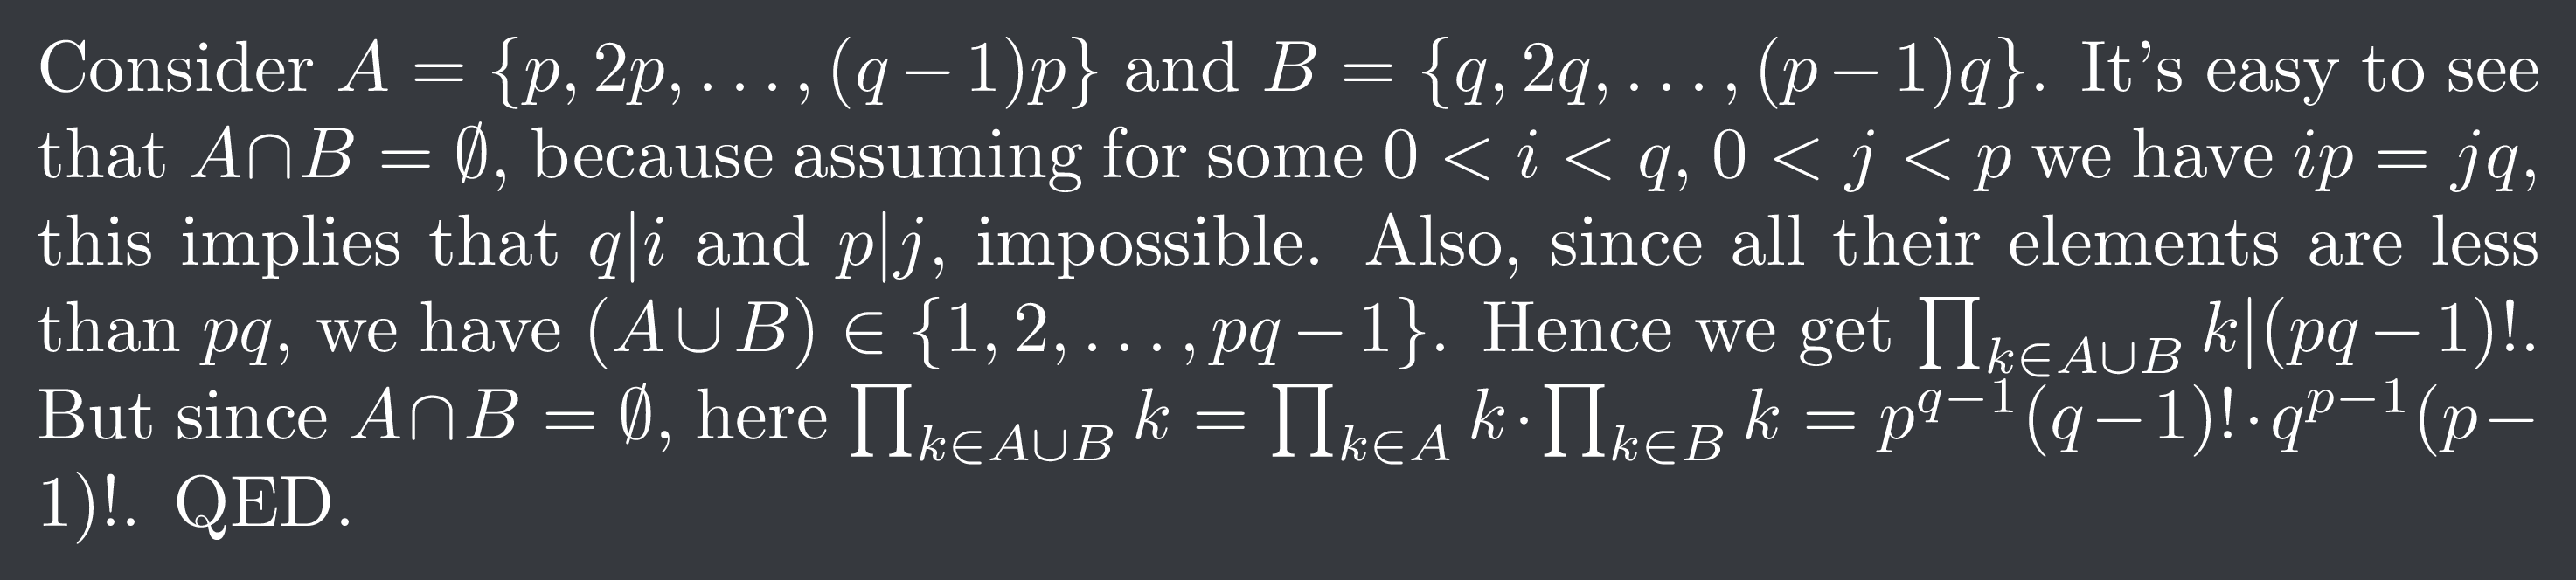 Consider A = {p, 2p, . . . , (q − 1)p} and B = {q, 2q, . . . , (p − 1)q}. It’s easy to see
that A∩B = ∅, because assuming for some 0 < i < q, 0 < j < p we have ip = jq,
this implies that q|i and p|j, impossible. Also, since all their elements are less
than pq, we have (A ∪ B) ∈ {1, 2, . . . , pq − 1}. Hence we get ∏_{k∈A∪B} k|(pq − 1)!.
But since A∩B = ∅, here ∏_{k∈A∪B} k = ∏_{k∈A} k · ∏_{k∈B} k = p^{q−1}(q−1)! · q^{p−1}(p−
1)!. QED.